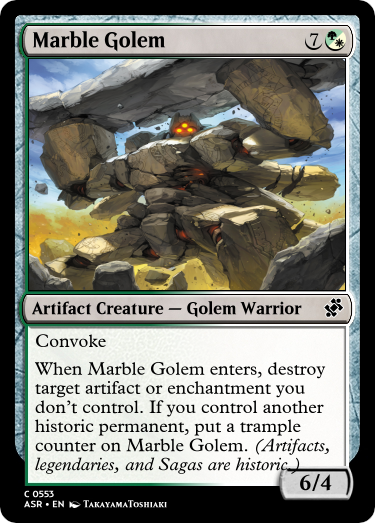 Marble Golem 7
Artifact Creature — Golem Warrior
Convoke
When Marble Golem enters, destroy
target artifact or enchantment you
don't control. If you control another
historic permanent, put a trample
counter on Marble Golem. (Artifacts,
legendaries, and Sagas are historic.)
6/4
C 0553
ASR • EN TakayamaToshiaki